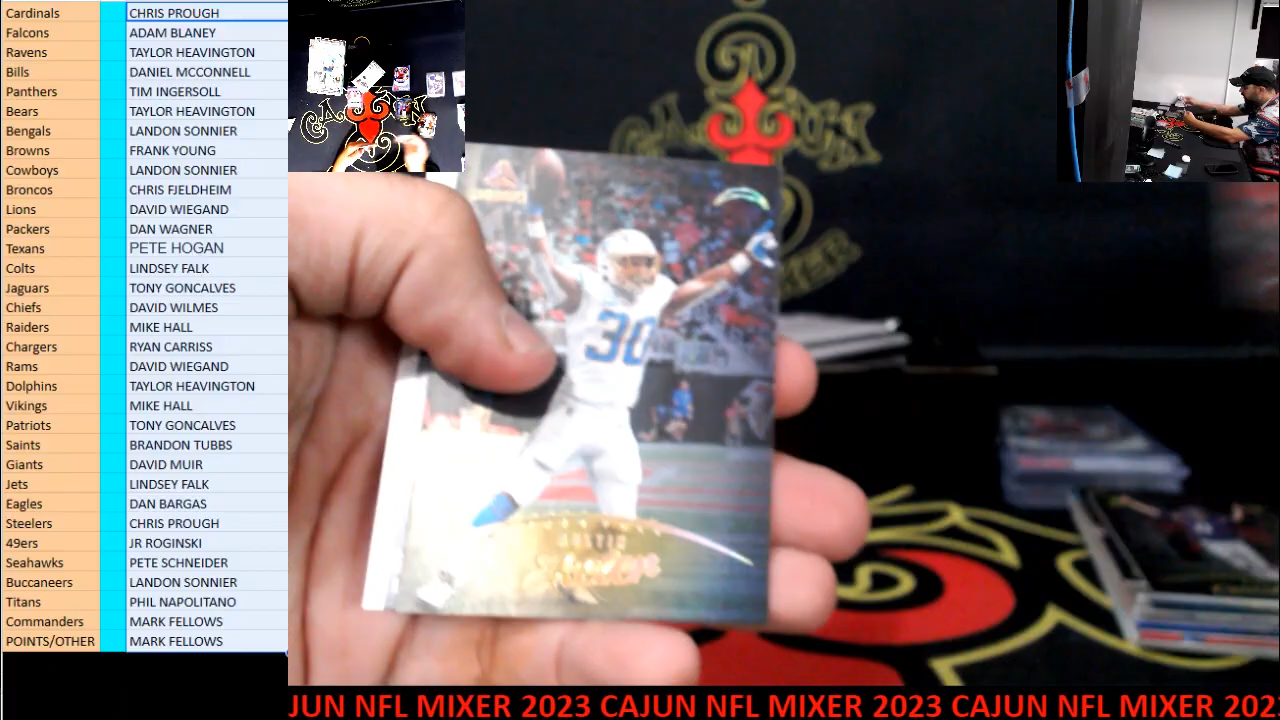 Cardinals CHRIS PROUGH
Falcons ADAM BLANEY
Ravens TAYLOR HEAVINGTON
Bills DANIEL MCCONNELL
Panthers TIM INGERSOLL
Bears TAYLOR HEAVINGTON
Bengals LANDON SONNIER
Browns FRANK YOUNG
Cowboys LANDON SONNIER
Broncos CHRIS FJELDHEIM
Lions DAVID WIEGAND
Packers DAN WAGNER
Texans PETE HOGAN
Colts LINDSEY FALK
Jaguars TONY GONCALVES
Chiefs DAVID WILMES
Raiders MIKE HALL
Chargers RYAN CARRISS
Rams DAVID WIEGAND
Dolphins TAYLOR HEAVINGTON
Vikings MIKE HALL
Patriots TONY GONCALVES
Saints BRANDON TUBBS
Giants DAVID MUIR
Jets LINDSEY FALK
Eagles DAN BARGAS
Steelers CHRIS PROUGH
49ers JR ROGINSKI
Seahawks PETE SCHNEIDER
Buccaneers LANDON SONNIER
Titans PHIL NAPOLITANO
Commanders MARK FELLOWS
POINTS/OTHER MARK FELLOWS
30
AUSTIN
JUN NFL MIXER 2023 CAJUN NFL MIXER 2023 CAJUN NFL MIXER 202